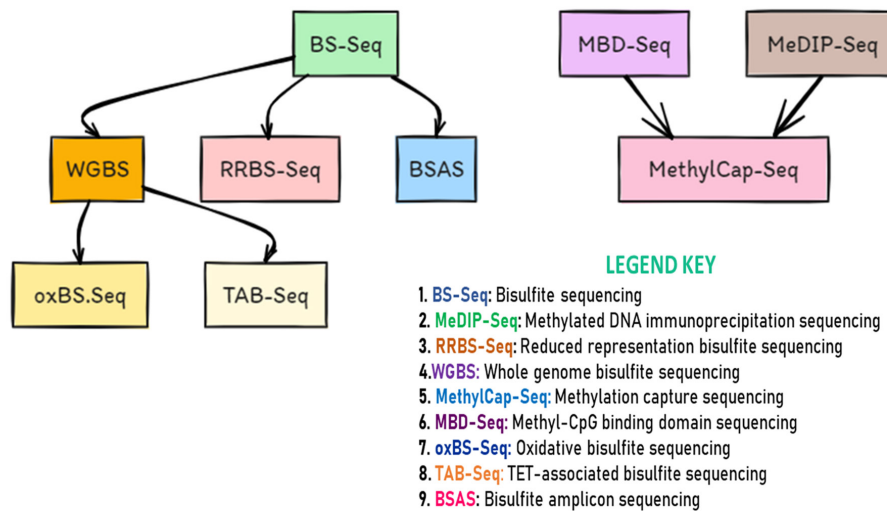 BS-Seq
MBD-Seq
MeDIP-Seq
WGBS
RRBS-Seq
BSAS
MethylCap-Seq
oxBS.Seq
TAB-Seq
LEGEND KEY
1. BS-Seq: Bisulfite sequencing
2. MeDIP-Seq: Methylated DNA immunoprecipitation sequencing
3. RRBS-Seq: Reduced representation bisulfite sequencing
4.WGBS: Whole genome bisulfite sequencing
5. MethylCap-Seq: Methylation capture sequencing
6. MBD-Seq: Methyl-CpG binding domain sequencing
7. oxBS-Seq: Oxidative bisulfite sequencing
8. TAB-Seq: TET-associated bisulfite sequencing
9. BSAS: Bisulfite amplicon sequencing